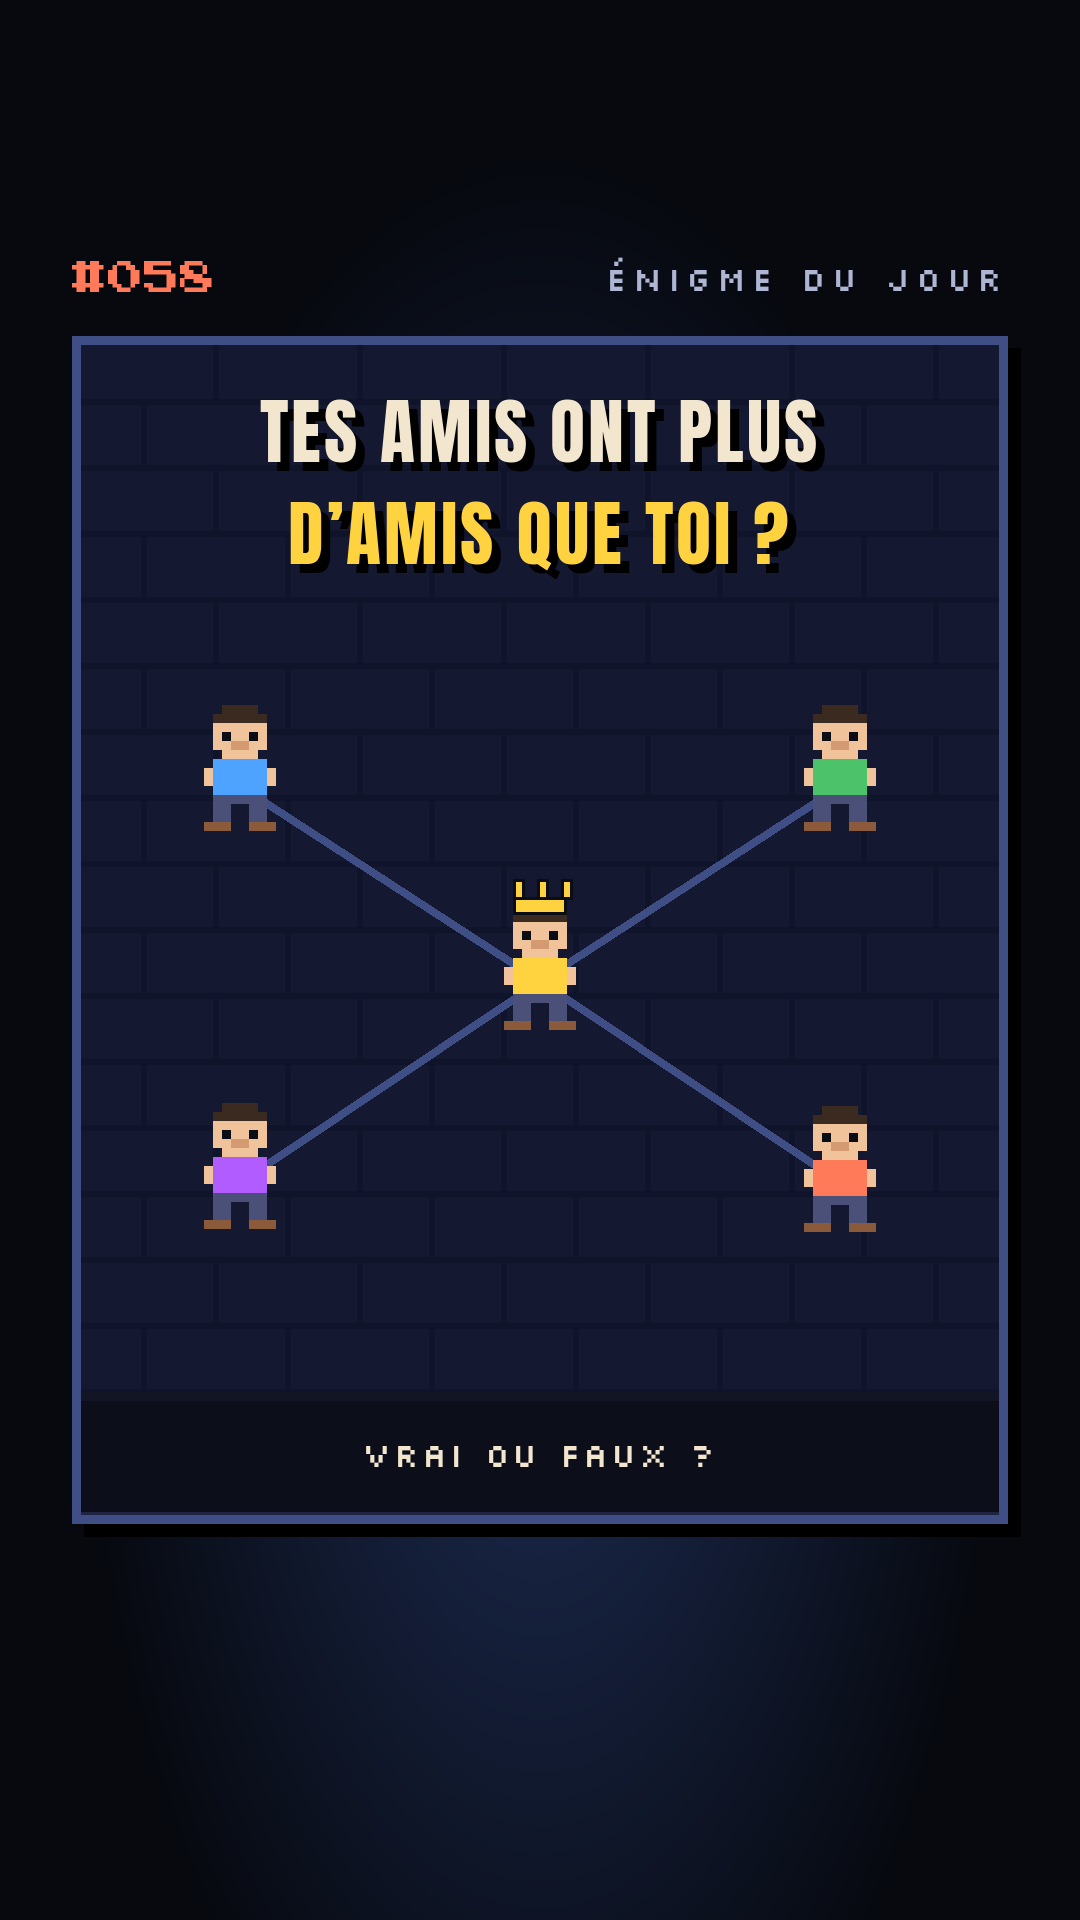 #058
ÉNIGME DU JOUR
TES AMIS ONT PLUS
D’AMIS QUE TOI ?
VRAI OU FAUX ?